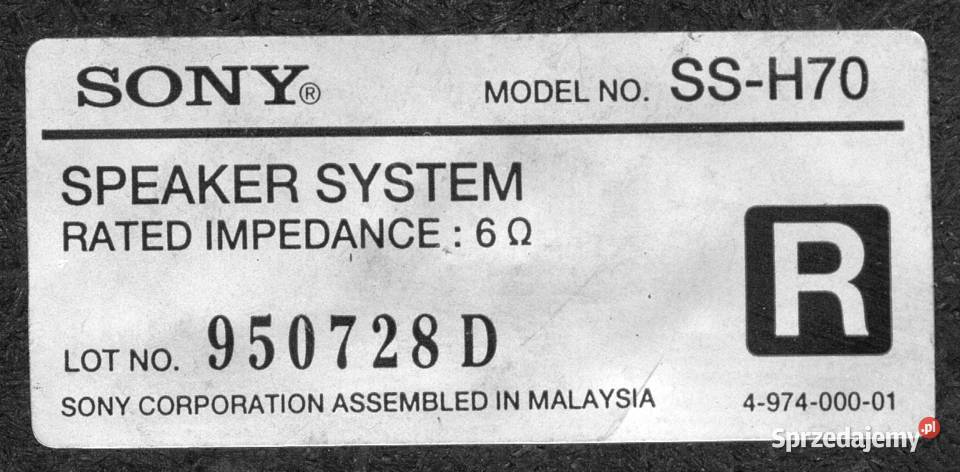 SONY®
MODEL NO. SS-H70
SPEAKER SYSTEM
RATED IMPEDANCE : 6 Ω
R
LOT NO. 950728 D
SONY CORPORATION ASSEMBLED IN MALAYSIA
4-974-000-01
Sprzedajemy.pl